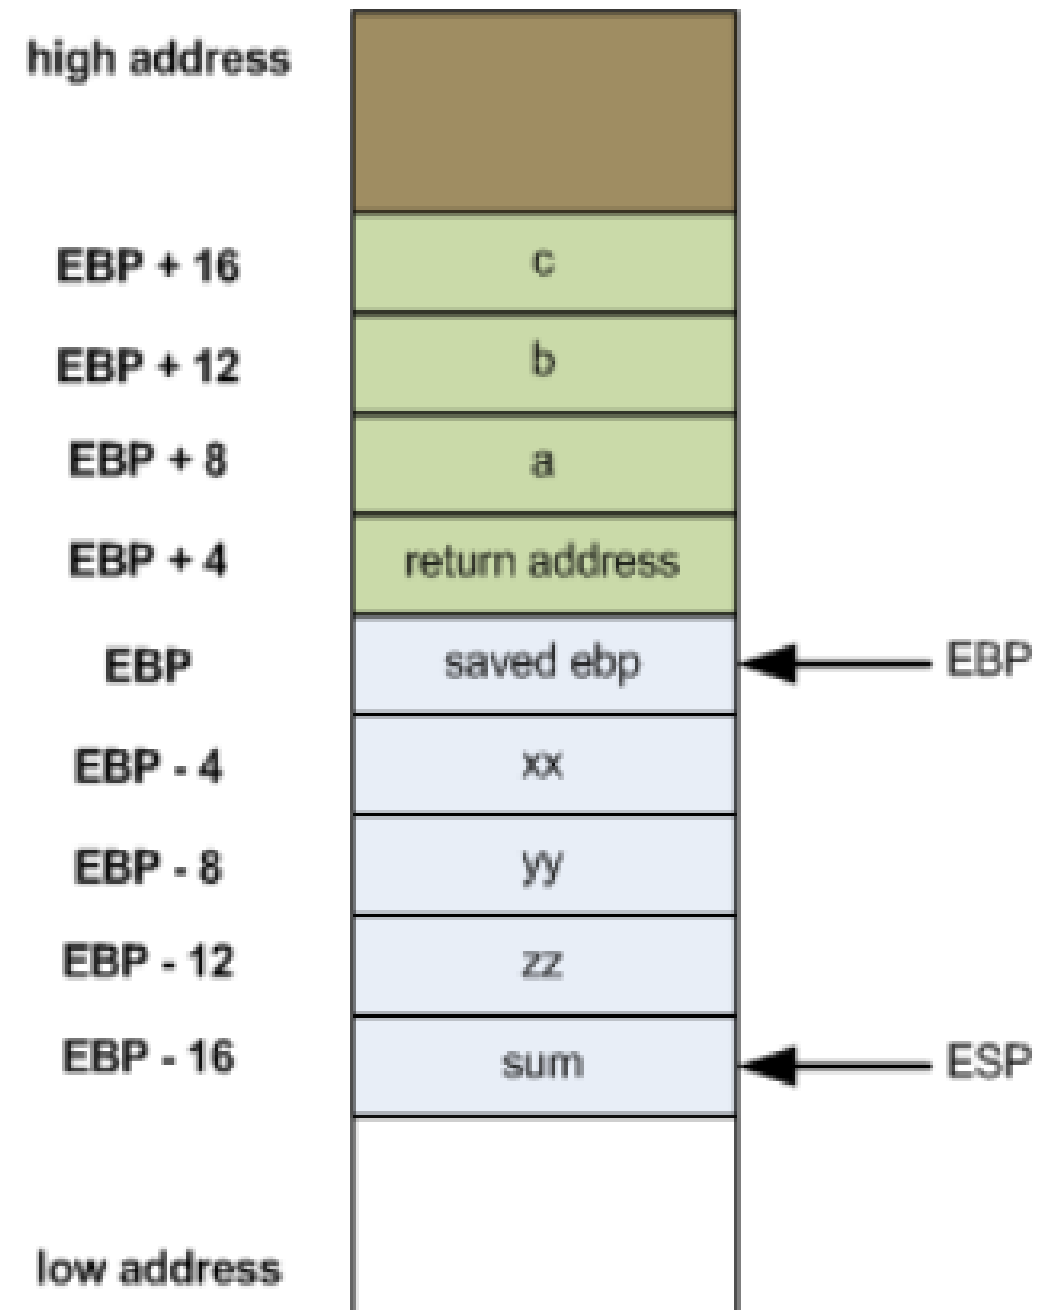 high address
EBP + 16 c
EBP + 12 b
EBP + 8 a
EBP + 4 return address
EBP saved ebp EBP
EBP - 4 xx
EBP - 8 yy
EBP - 12 zz
EBP - 16 sum ESP
low address